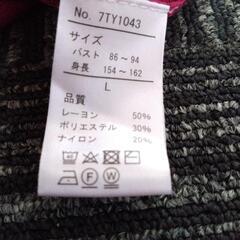 No. 7TY1043
サイズ
バスト 86~94
身長 154~162
L
品質
レーヨン 50%
ポリエステル 30%
ナイロン 20%
F W